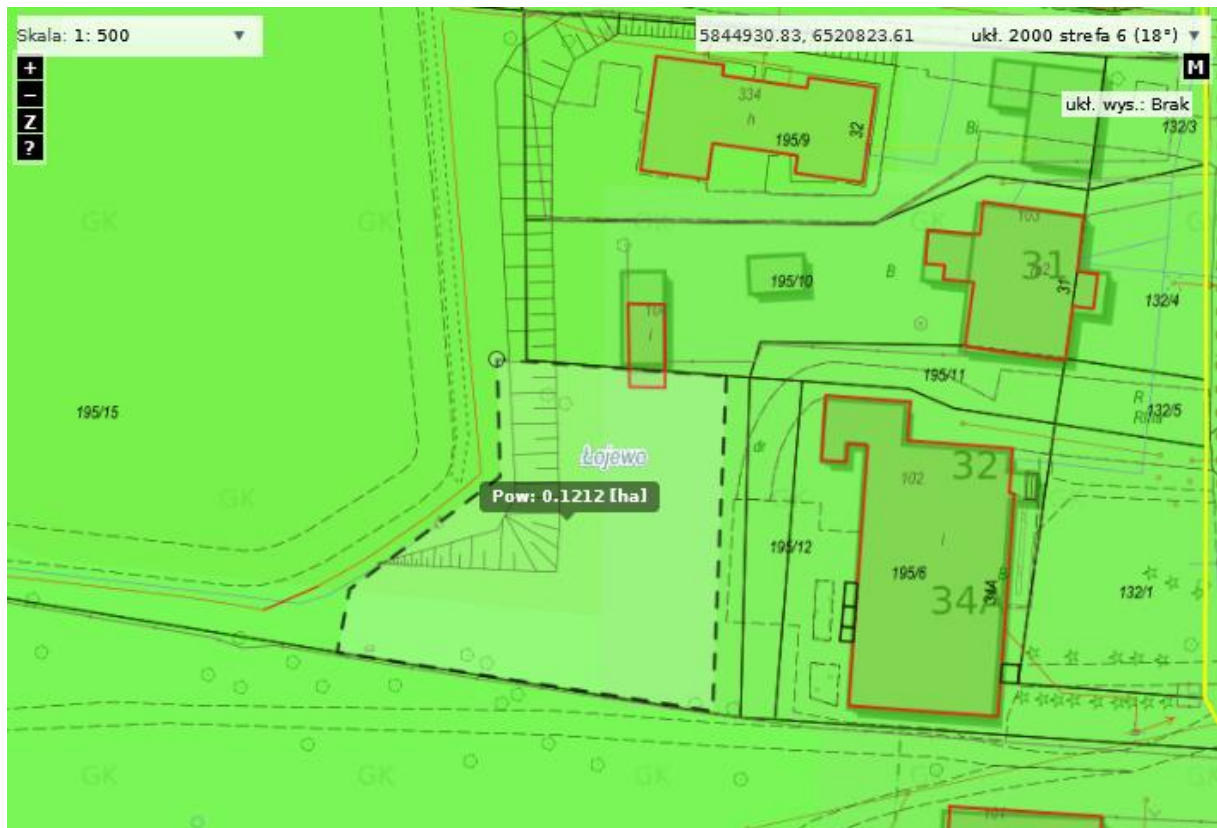 Skala: 1: 500
5844930.83, 6520823.61 ukł. 2000 strefa 6 (18°)
+
−
Z
?
M
ukł. wys.: Brak
334
h
32
195/9
Bi
132/3
GK GK GK GK
103
31
31
195/10
B
132/4
i
195/11
R
132/5
195/15
Łojewo
dr
32
102
GK
Pow: 0.1212 [ha]
195/12
i
195/6
34A
34A
132/1
GK GK GK
101